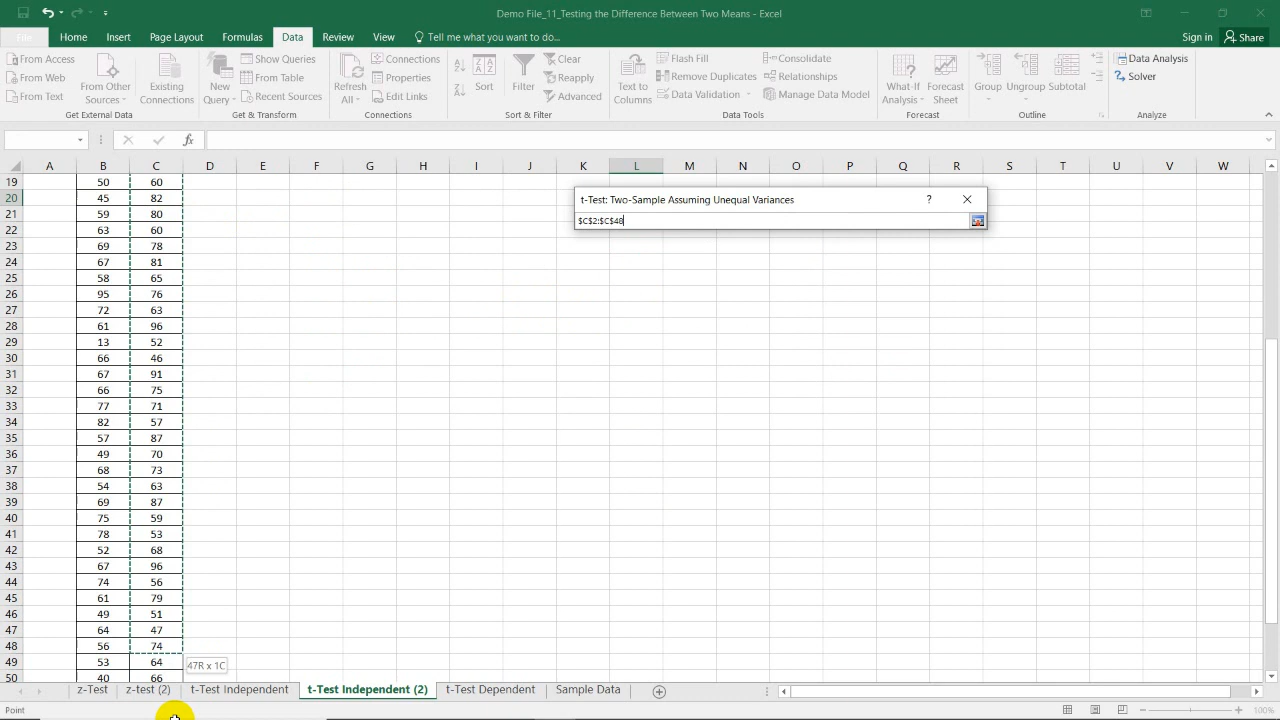 Demo File_11_Testing the Difference Between Two Means - Excel
File Home Insert Page Layout Formulas Data Review View Tell me what you want to do... Sign in Share
From Access
From Web
From Text
From Other Sources
Existing Connections
Get External Data
New Query
Show Queries
From Table
Recent Sources
Get & Transform
Refresh All
Connections
Properties
Edit Links
Connections
Sort
Filter
Clear
Reapply
Advanced
Sort & Filter
Text to Columns
Flash Fill
Remove Duplicates
Data Validation
Consolidate
Relationships
Manage Data Model
Data Tools
What-If Analysis
Forecast Sheet
Forecast
Group
Ungroup
Subtotal
Outline
Data Analysis
Solver
Analyze
fx
A B C D E F G H I J K L M N O P Q R S T U V W
t-Test: Two-Sample Assuming Unequal Variances ?
$C$2:$C$48
19 50 60
20 45 82
21 59 80
22 63 60
23 69 78
24 67 81
25 58 65
26 95 76
27 72 63
28 61 96
29 13 52
30 66 46
31 67 91
32 66 75
33 77 71
34 82 57
35 57 87
36 49 70
37 68 73
38 54 63
39 69 87
40 75 59
41 78 53
42 52 68
43 67 96
44 74 56
45 61 79
46 49 51
47 64 47
48 56 74
49 53 64
50 40 66
47R x 1C
z-Test z-test (2) t-Test Independent t-Test Independent (2) t-Test Dependent Sample Data
Point 100%